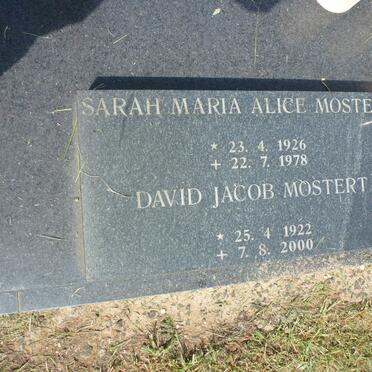 SARAH MARIA ALICE MOSTE
* 23. 4. 1926
+ 22. 7. 1978
DAVID JACOB MOSTERT
* 25. 4 1922
+ 7. 8. 2000